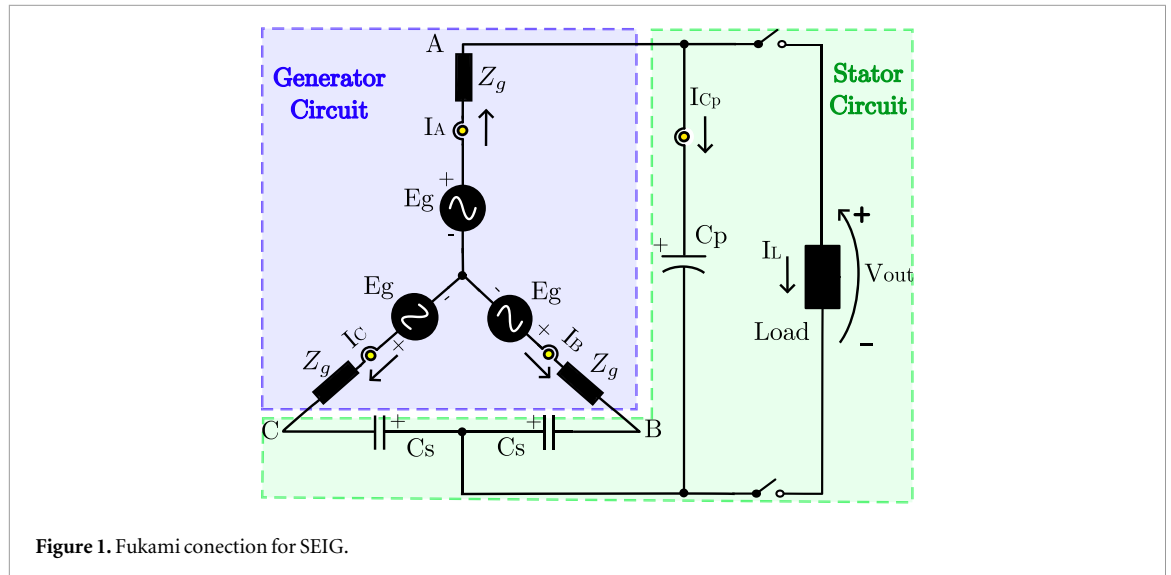 A
Generator
Circuit
Zg
Stator
Circuit
IA
ICp
+
Eg
-
Cp
+
IL
+
Vout
-
Load
Eg
-
-
Eg
IC
+
+
IB
Zg
Zg
C
+
Cs
Cs
+
B
Figure 1. Fukami conection for SEIG.